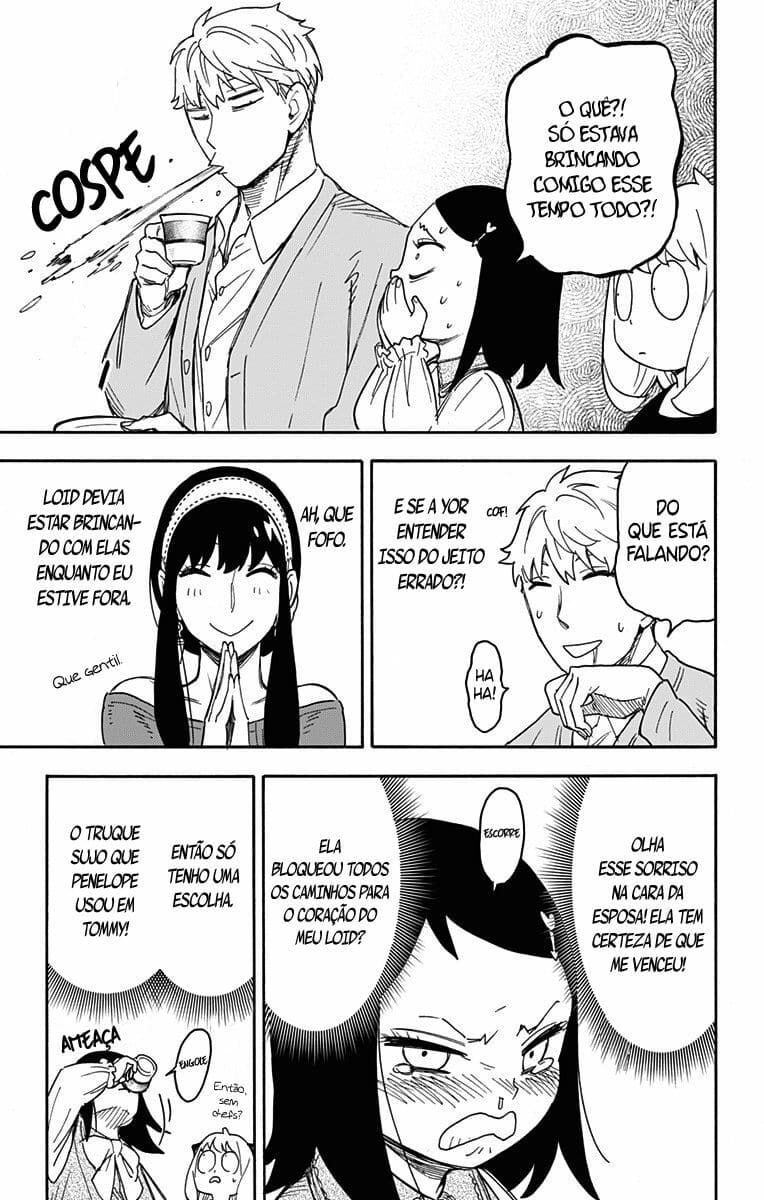 O QUÊ?!
SÓ ESTAVA
BRINCANDO
COMIGO ESSE
TEMPO TODO?!
COSPE
DO
QUE ESTÁ
FALANDO?
COF!
E SE A YOR
ENTENDER
ISSO DO JEITO
ERRADO?!
HA
HA!
AH, QUE
FOFO.
LOID DEVIA
ESTAR BRINCAN-
DO COM ELAS
ENQUANTO EU
ESTIVE FORA.
Que gentil!
OLHA
ESSE SORRISO
NA CARA DA
ESPOSA! ELA TEM
CERTEZA DE QUE
ME VENCEU!
ESCORRE
ELA
BLOQUEOU TODOS
OS CAMINHOS PARA
O CORAÇÃO DO
MEU LOID?
ENTÃO SÓ
TENHO UMA
ESCOLHA.
O TRUQUE
SUJO QUE
PENELOPE
USOU EM
TOMMY!
AMEAÇA
ENGOLE
Então,
sem
chefs?